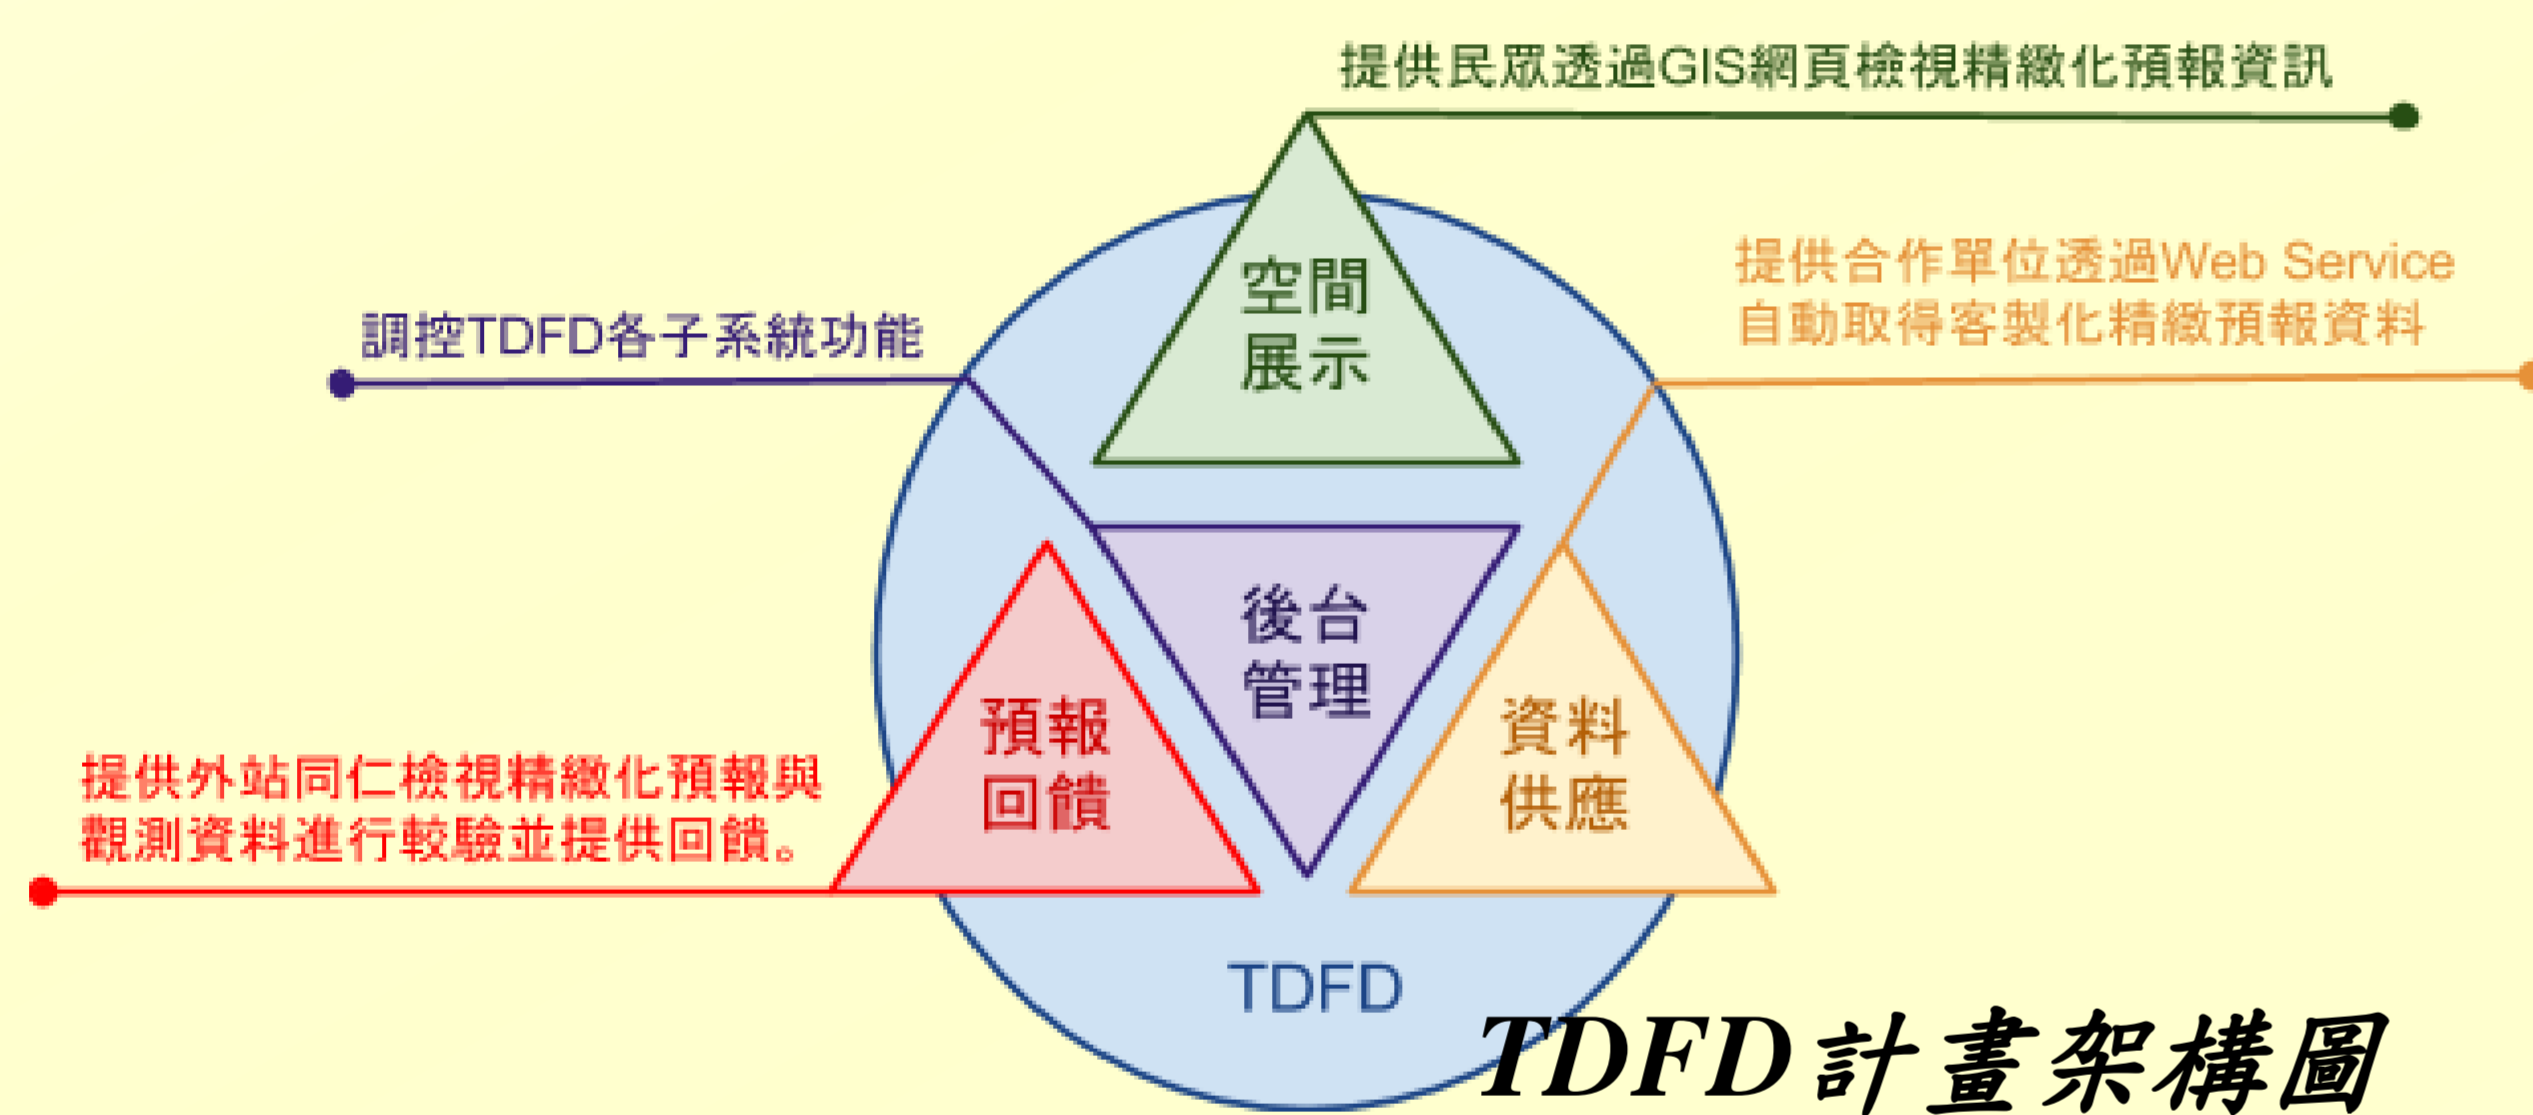 提供民眾透過GIS網頁檢視精緻化預報資訊
提供合作單位透過Web Service
自動取得客製化精緻預報資料
空間
展示
調控TDFD各子系統功能
後台
管理
預報
回饋
資料
供應
提供外站同仁檢視精緻化預報與
觀測資料進行較驗並提供回饋。
TDFD
TDFD計畫架構圖